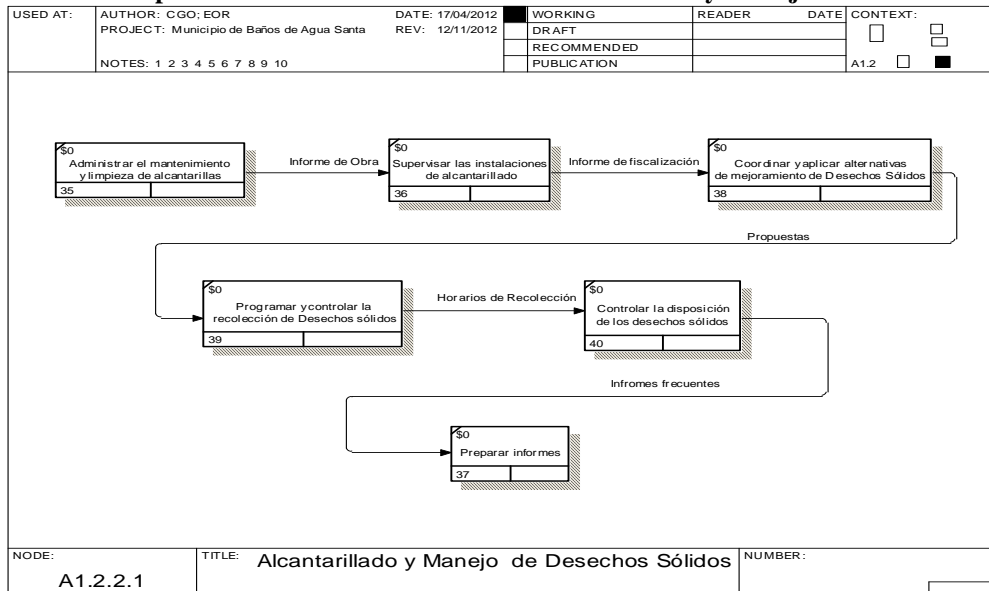 USED AT:
AUTHOR: CGO; EOR
DATE: 17/04/2012
PROJECT: Municipio de Baños de Agua Santa
REV: 12/11/2012
NOTES: 1 2 3 4 5 6 7 8 9 10
WORKING
DRAFT
RECOMMENDED
PUBLICATION
READER DATE
CONTEXT:
A1.2
$0
Administrar el mantenimiento
y limpieza de alcantarillas
35
Informe de Obra
$0
Supervisar las instalaciones
de alcantarillado
36
Informe de fiscalización
$0
Coordinar y aplicar alternativas
de mejoramiento de Desechos Sólidos
38
Propuestas
$0
Programar y controlar la
recolección de Desechos sólidos
39
Horarios de Recolección
$0
Controlar la disposición
de los desechos sólidos
40
Infromes frecuentes
$0
Preparar informes
37
NODE:
A1.2.2.1
TITLE:
Alcantarillado y Manejo de Desechos Sólidos
NUMBER: